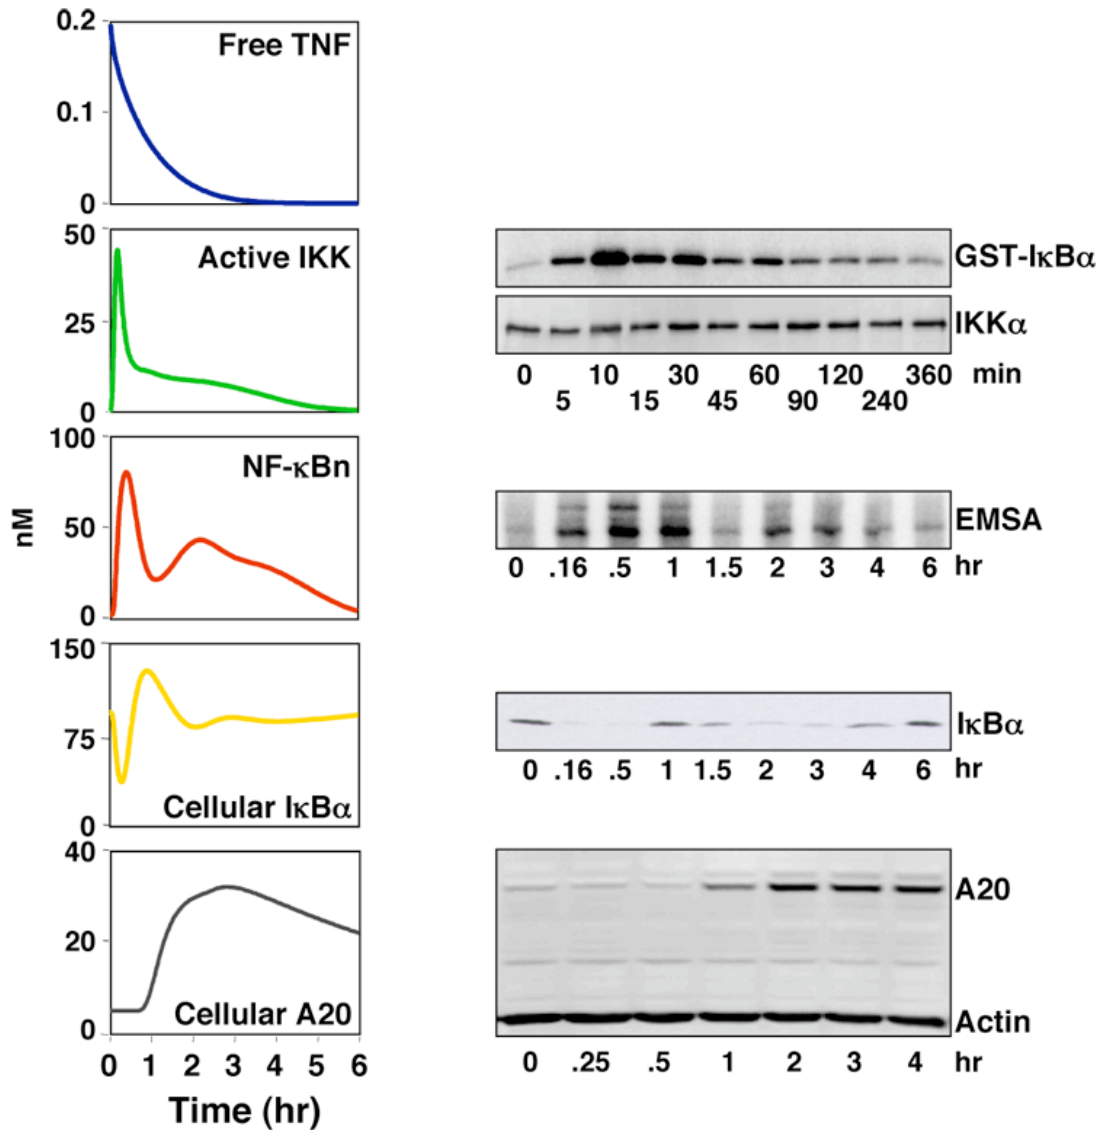 0.2
Free TNF
0.1
0
50
Active IKK
25
0
100
NF-κBn
50
0
nM
150
75
Cellular IκBα
0
40
20
Cellular A20
0
0 1 2 3 4 5 6
Time (hr)
GST-IκBα
IKKα
0 10 30 60 120 360 min
5 15 45 90 240
EMSA
0 .16 .5 1 1.5 2 3 4 6 hr
IκBα
0 .16 .5 1 1.5 2 3 4 6 hr
A20
Actin
0 .25 .5 1 2 3 4 hr